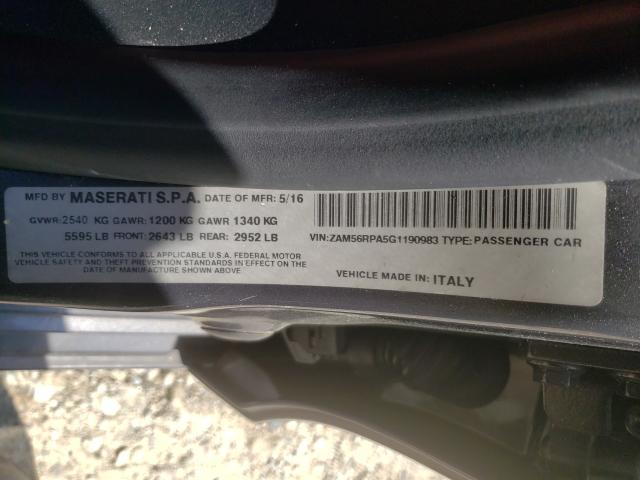 MFD BY MASERATI S.P.A. DATE OF MFR: 5/16
GVWR: 2540 KG GAWR: 1200 KG GAWR 1340 KG
5595 LB FRONT: 2643 LB REAR: 2952 LB
THIS VEHICLE CONFORMS TO ALL APPLICABLE U.S.A. FEDERAL MOTOR
VEHICLE SAFETY AND THEFT PREVENTION STANDARDS IN EFFECT ON THE
DATE OF MANUFACTURE SHOWN ABOVE
VIN: ZAM56RPA5G1190983 TYPE: PASSENGER CAR
VEHICLE MADE IN: ITALY